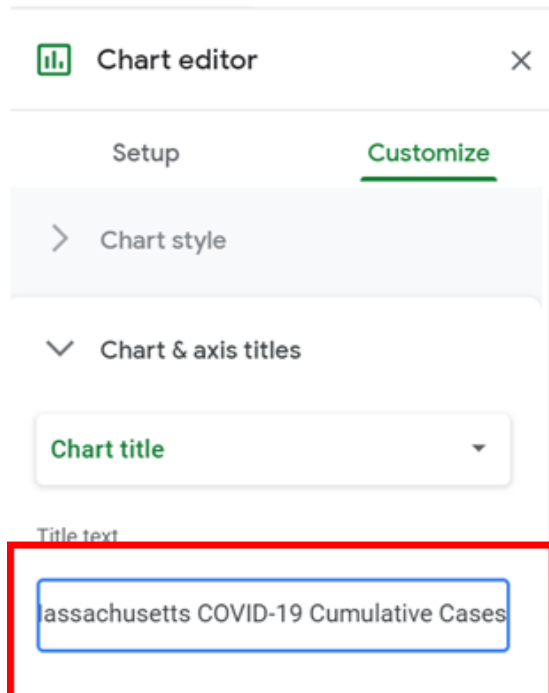 Chart editor
Setup Customize
Chart style
Chart & axis titles
Chart title
Title text
lassachusetts COVID-19 Cumulative Cases